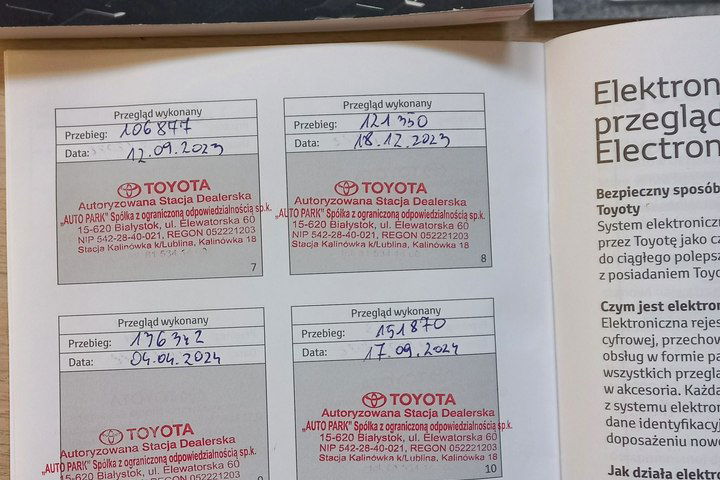 Przegląd wykonany
Przebieg: 106877
Data: 12.09.2023
TOYOTA
Autoryzowana Stacja Dealerska
„AUTO PARK" Spółka z ograniczoną odpowiedzialnością sp.k.
15-620 Białystok, ul. Elewatorska 60
NIP 542-28-40-021, REGON 052221203
Stacja Kalinówka k/Lublina, Kalinówka 18
7
Przegląd wykonany
Przebieg: 121350
Data: 18.12.2023
TOYOTA
Autoryzowana Stacja Dealerska
„AUTO PARK" Spółka z ograniczoną odpowiedzialnością sp.k.
15-620 Białystok, ul. Elewatorska 60
NIP 542-28-40-021, REGON 052221203
Stacja Kalinówka k/Lublina, Kalinówka 18
8
Przegląd wykonany
Przebieg: 136342
Data: 04.04.2024
TOYOTA
Autoryzowana Stacja Dealerska
„AUTO PARK" Spółka z ograniczoną odpowiedzialnością
15-620 Białystok, ul. Elewatorska 60
Przegląd wykonany
Przebieg: 151870
Data: 17.09.2024
TOYOTA
Autoryzowana Stacja Dealerska
„AUTO PARK" Spółka z ograniczoną odpowiedzialnością sp.k.
15-620 Białystok, ul. Elewatorska 60
NIP 542-28-40-021, REGON 052221203
Stacja Kalinówka k/Lublina, Kalinówka 18
10
Elektron
przegląd
Electron
Bezpieczny sposób
Toyoty
System elektroniczn
przez Toyotę jako cz
do ciągłego polepsz
z posiadaniem Toyo
Czym jest elektron
Elektroniczna rejes
cyfrowej, przechow
obsług w formie pa
wszystkich przeglą
w akcesoria. Każda
z systemu elektron
dane identyfikacyj
doposażeniu nowe
Jak działa elektro